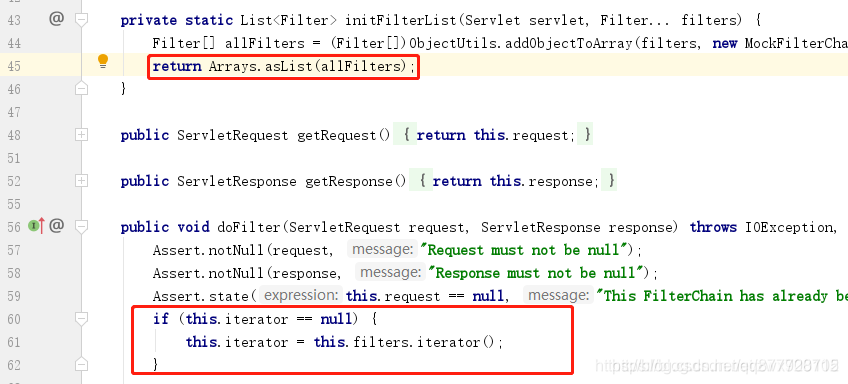 43 @ private static List<Filter> initFilterList(Servlet servlet, Filter... filters) {
44 Filter[] allFilters = (Filter[])ObjectUtils.addObjectToArray(filters, new MockFilterCha
45 return Arrays.asList(allFilters);
46 }
47
48 public ServletRequest getRequest() { return this.request; }
51
52 public ServletResponse getResponse() { return this.response; }
55
56 @ public void doFilter(ServletRequest request, ServletResponse response) throws IOException,
57 Assert.notNull(request, message: "Request must not be null");
58 Assert.notNull(response, message: "Response must not be null");
59 Assert.state( expression: this.request == null, message: "This FilterChain has already be
60 if (this.iterator == null) {
61 this.iterator = this.filters.iterator();
62 }